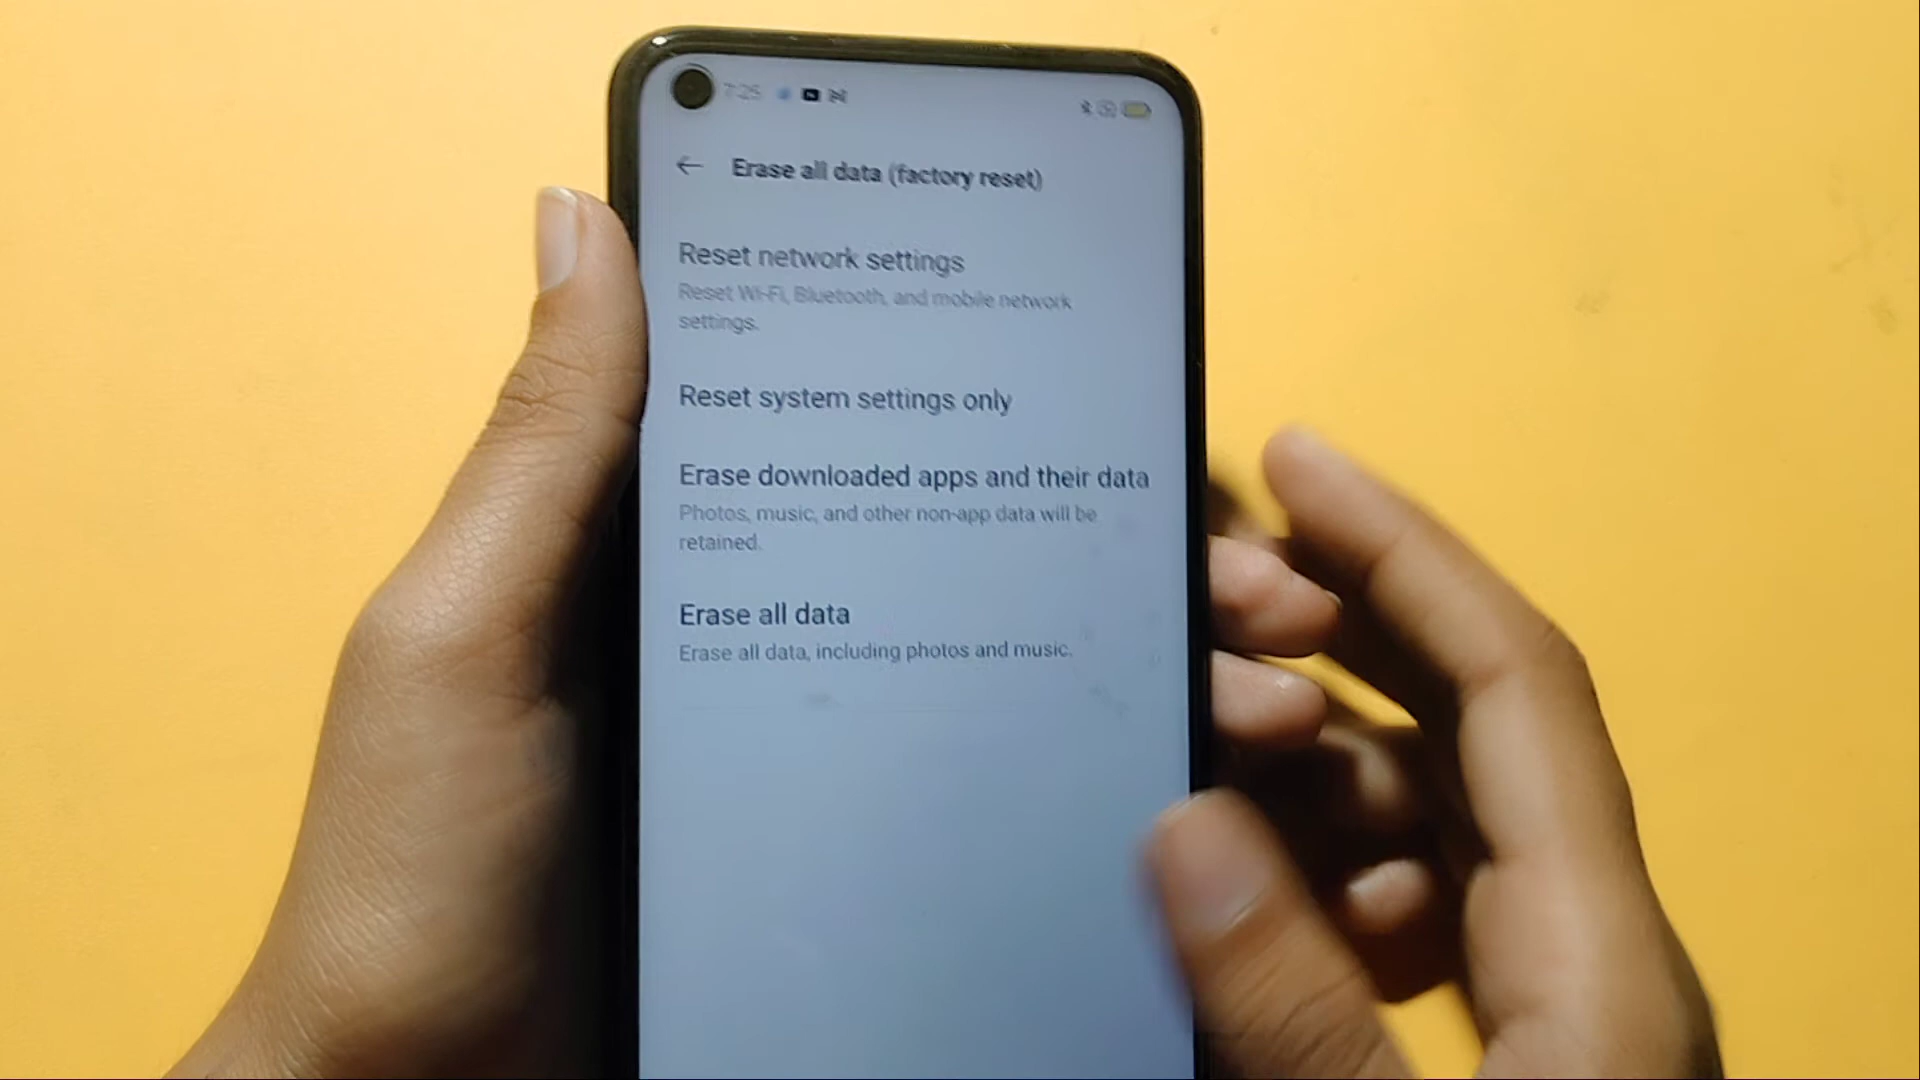 7:25
Erase all data (factory reset)
Reset network settings
Reset Wi-Fi, Bluetooth, and mobile network
settings.
Reset system settings only
Erase downloaded apps and their data
Photos, music, and other non-app data will be
retained.
Erase all data
Erase all data, including photos and music.